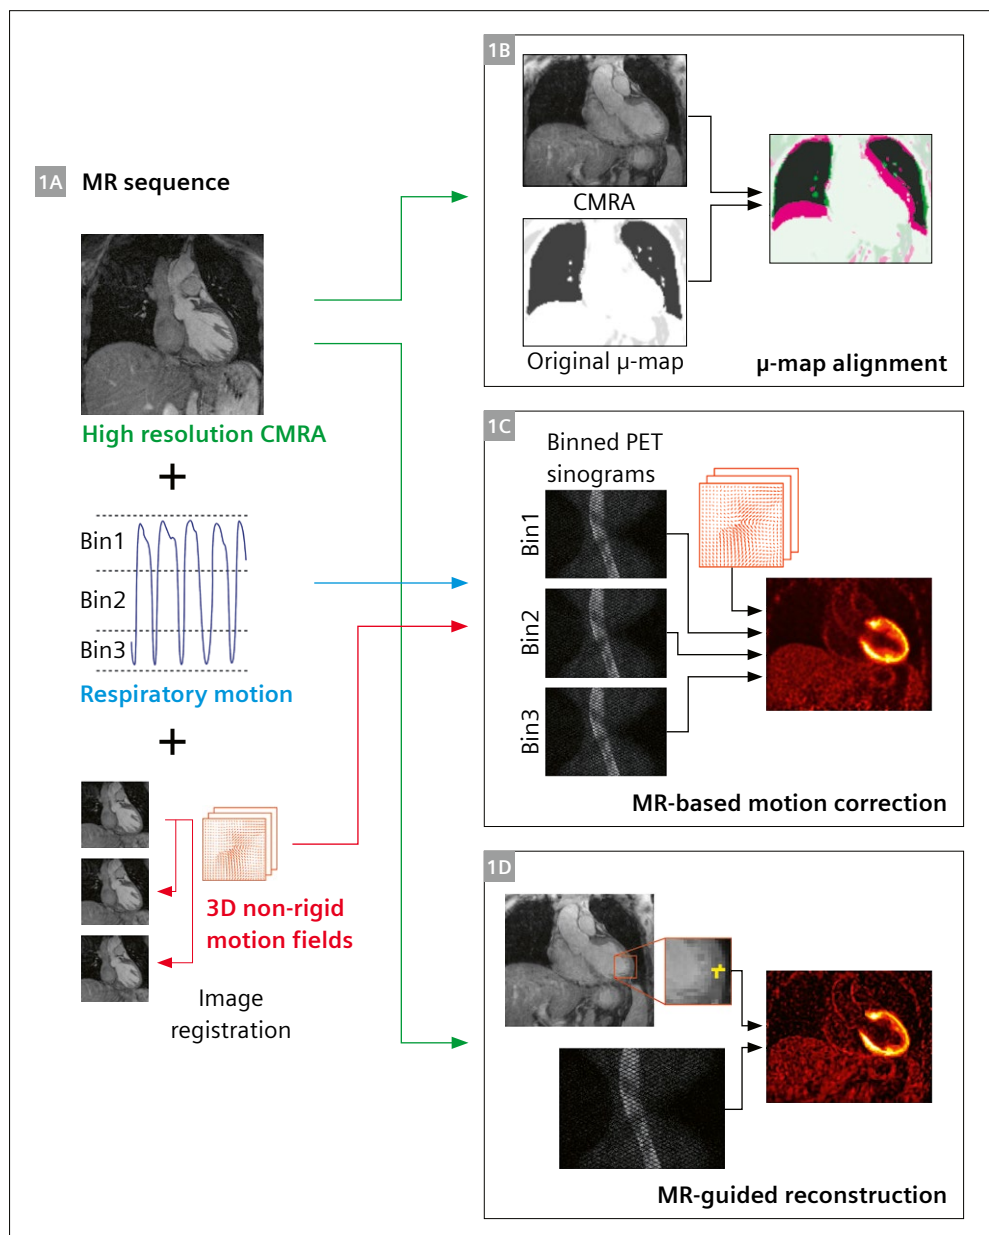 1A MR sequence
High resolution CMRA
+
Bin1
Bin2
Bin3
Respiratory motion
+
3D non-rigid
motion fields
Image
registration
1B
CMRA
Original µ-map
µ-map alignment
1C
Binned PET
sinograms
Bin1
Bin2
Bin3
MR-based motion correction
1D
MR-guided reconstruction